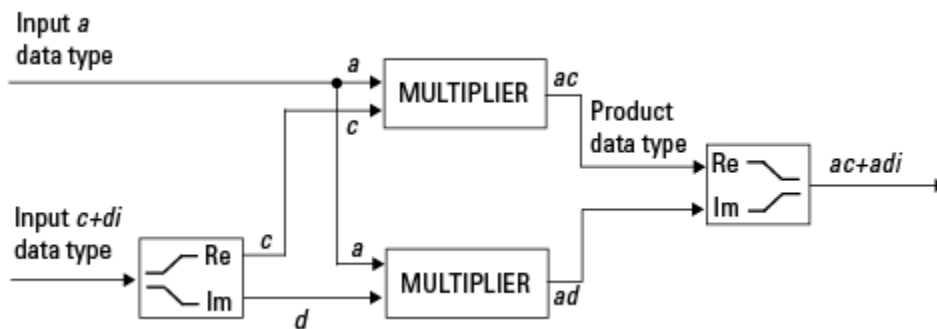 Input a
data type
a
MULTIPLIER
ac
c
Product
data type
Re
Im
ac+adi
Input c+di
data type
Re
Im
c
d
a
MULTIPLIER
ad